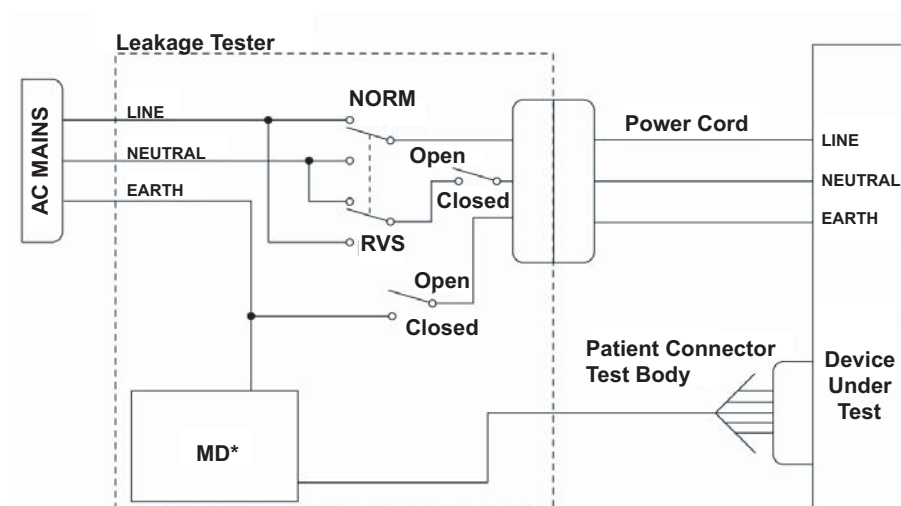 Leakage Tester
AC MAINS
LINE
NEUTRAL
EARTH
NORM
RVS
Open
Closed
Open
Closed
Power Cord
LINE
NEUTRAL
EARTH
Patient Connector
Test Body
Device
Under
Test
MD*